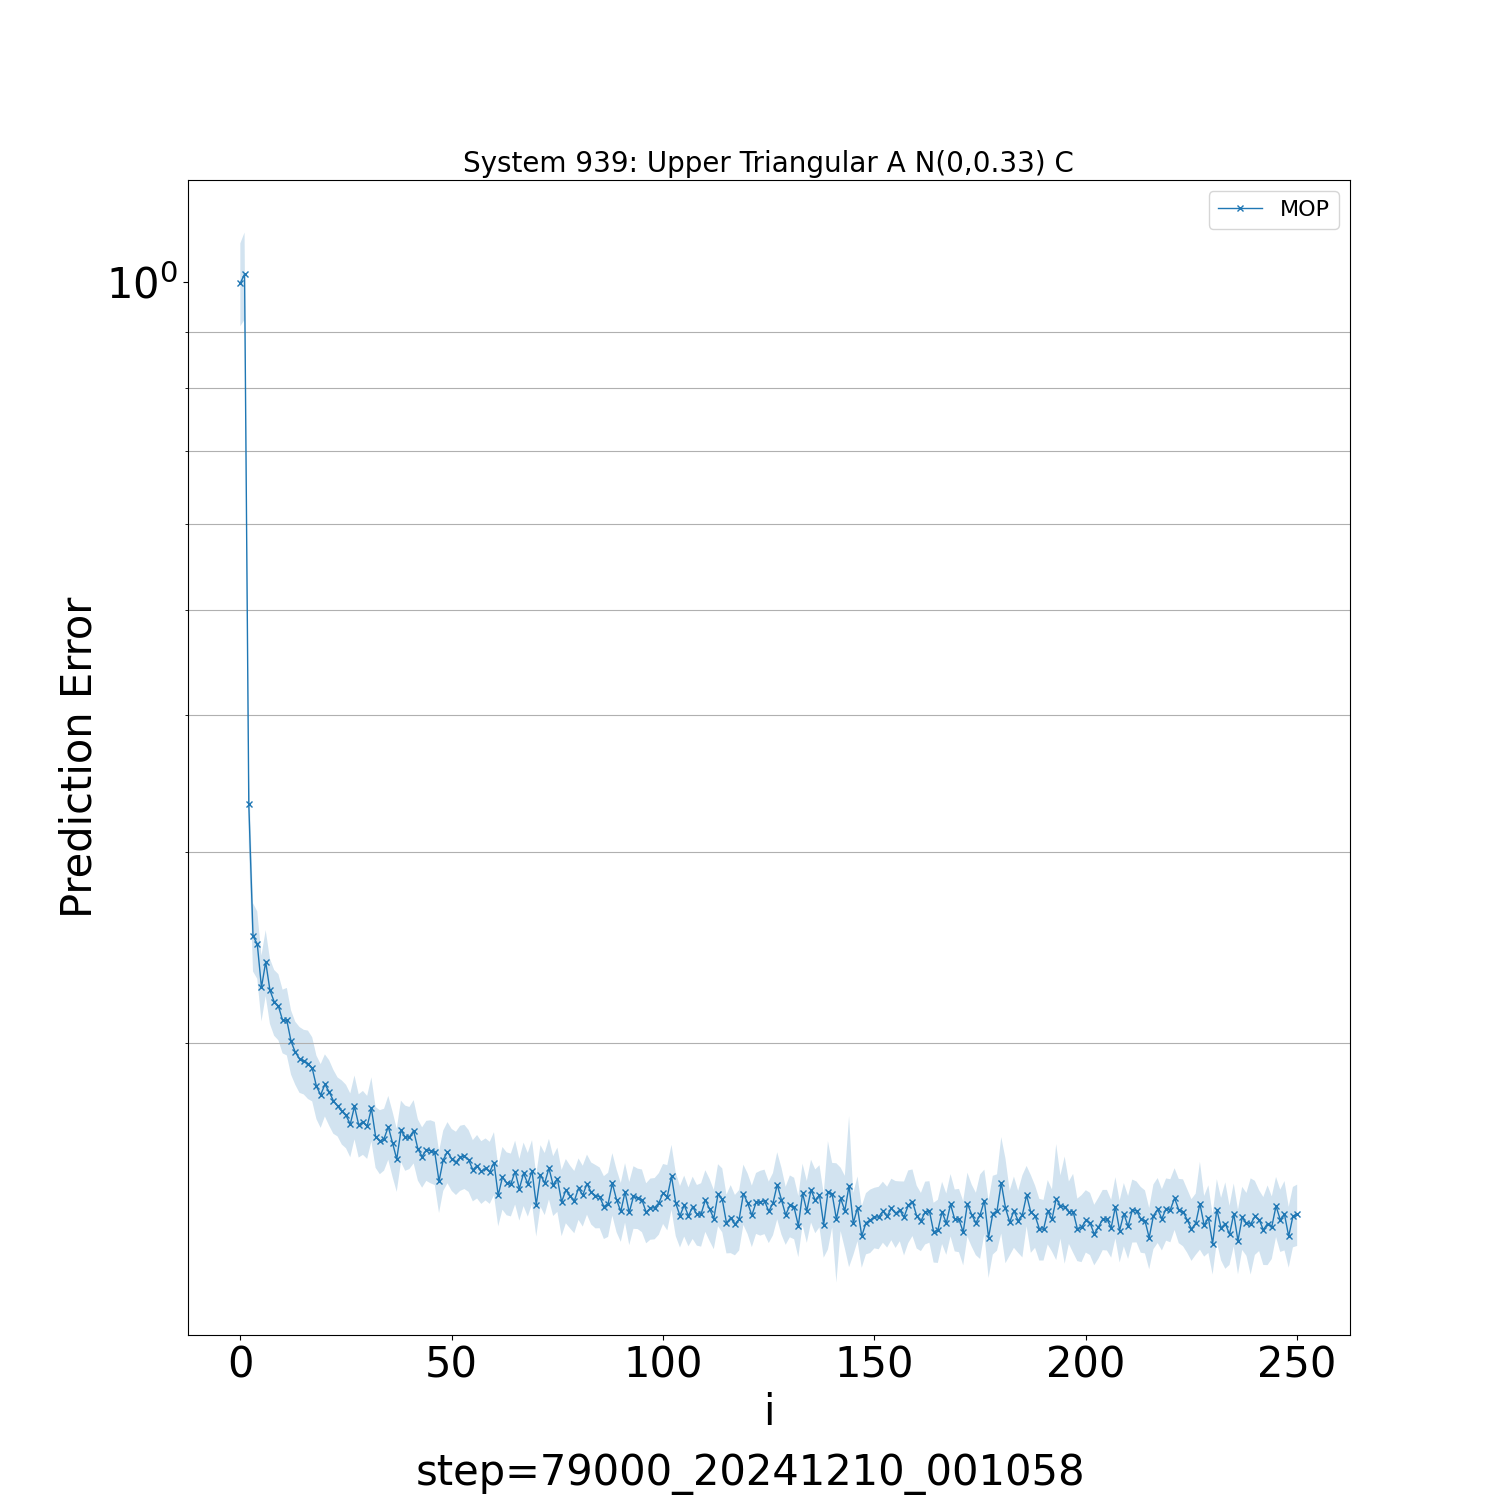 System 939: Upper Triangular A N(0,0.33) C
MOP
10⁰
Prediction Error
0 50 100 150 200 250
i
step=79000_20241210_001058